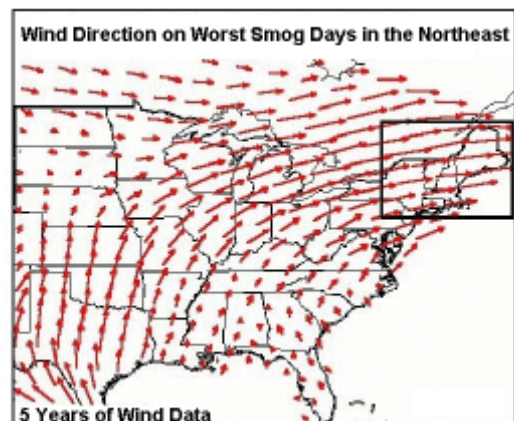 Wind Direction on Worst Smog Days in the Northeast
5 Years of Wind Data